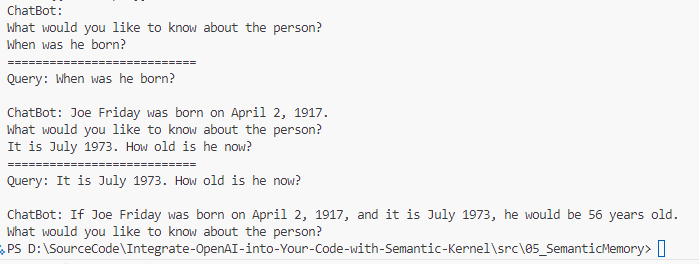 ChatBot:
What would you like to know about the person?
When was he born?
===========================
Query: When was he born?
ChatBot: Joe Friday was born on April 2, 1917.
What would you like to know about the person?
It is July 1973. How old is he now?
===========================
Query: It is July 1973. How old is he now?
ChatBot: If Joe Friday was born on April 2, 1917, and it is July 1973, he would be 56 years old.
What would you like to know about the person?
PS D:\SourceCode\Integrate-OpenAI-into-Your-Code-with-Semantic-Kernel\src\05_SemanticMemory>